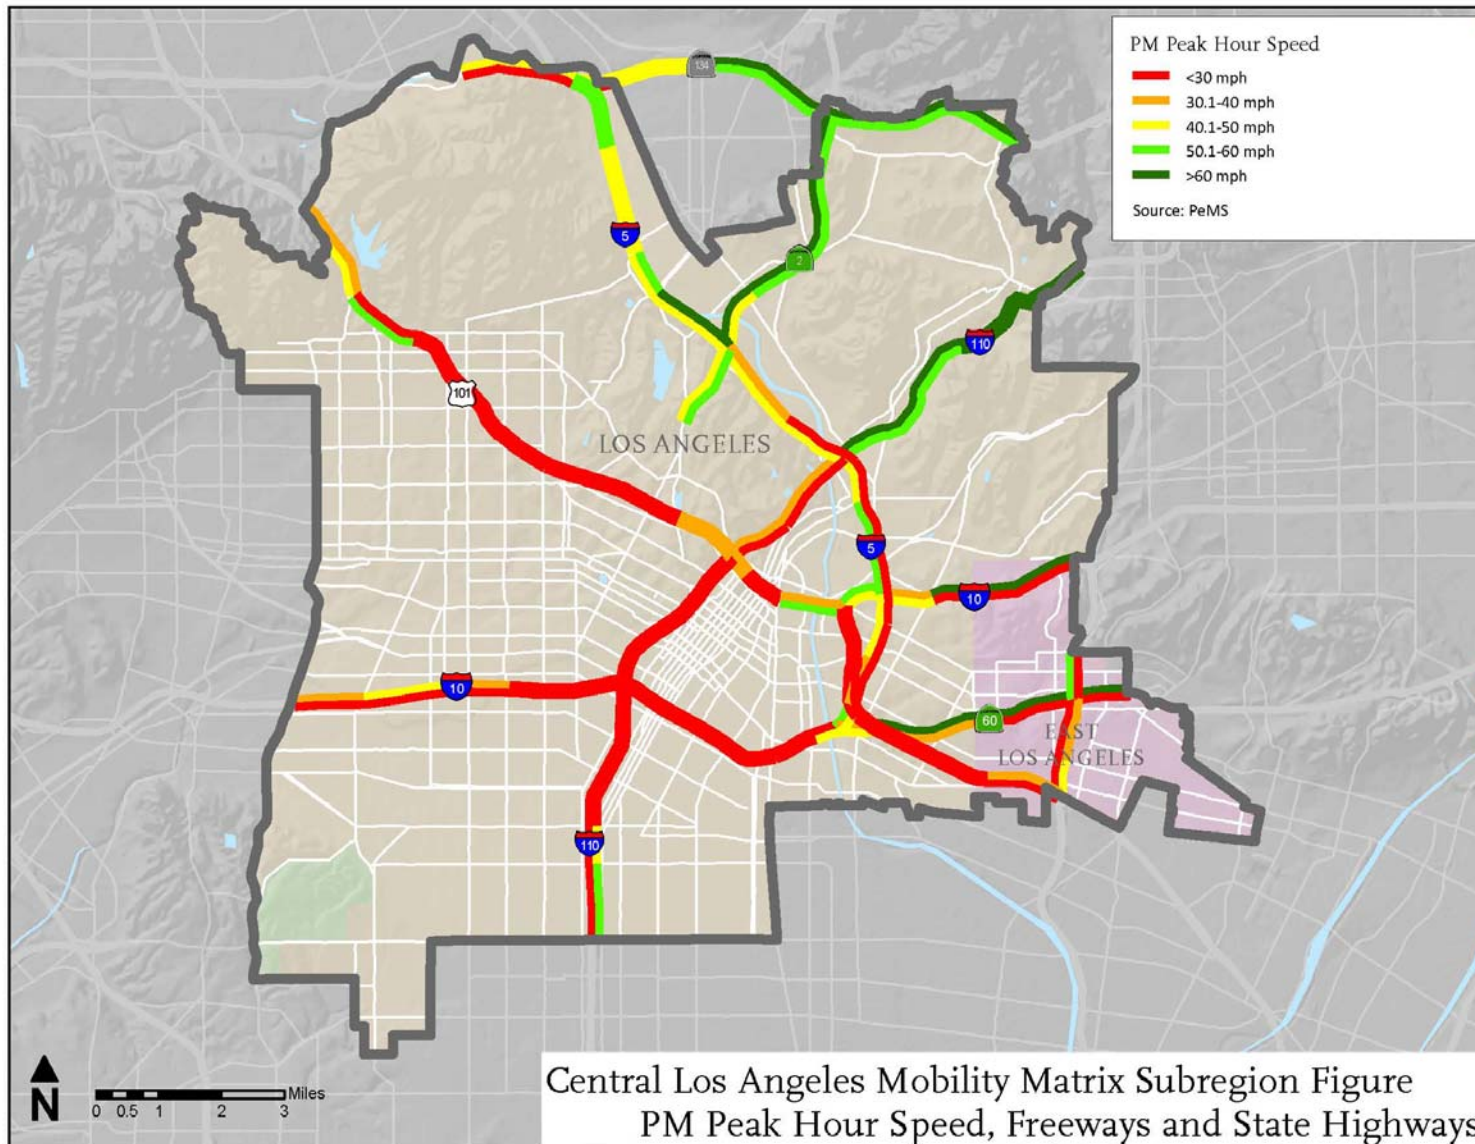 PM Peak Hour Speed
<30 mph
30.1-40 mph
40.1-50 mph
50.1-60 mph
>60 mph
Source: PeMS
134
5
2
110
101
LOS ANGELES
5
10
10
60
EAST
LOS ANGELES
110
N
0 0.5 1 2 3 Miles
Central Los Angeles Mobility Matrix Subregion Figure
PM Peak Hour Speed, Freeways and State Highways